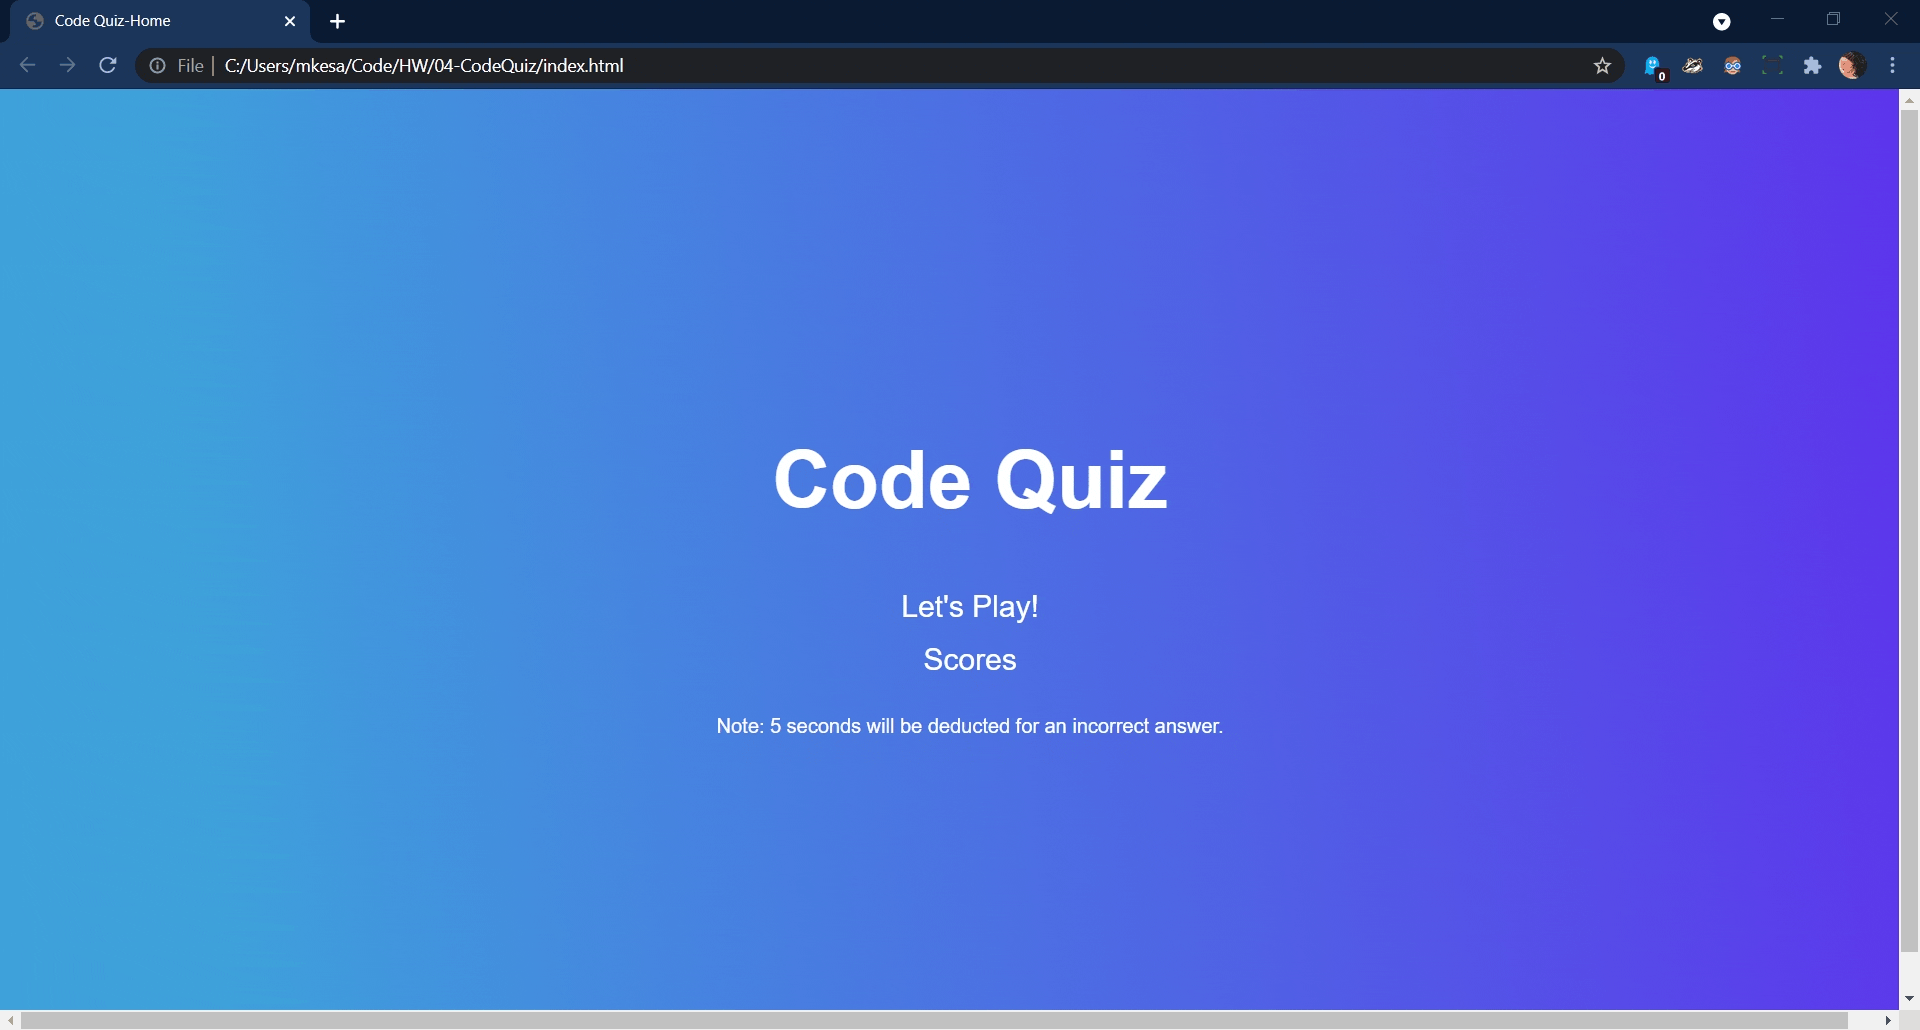 Code Quiz-Home
File
C:/Users/mkesa/Code/HW/04-CodeQuiz/index.html
0
Code Quiz
Let's Play!
Scores
Note: 5 seconds will be deducted for an incorrect answer.